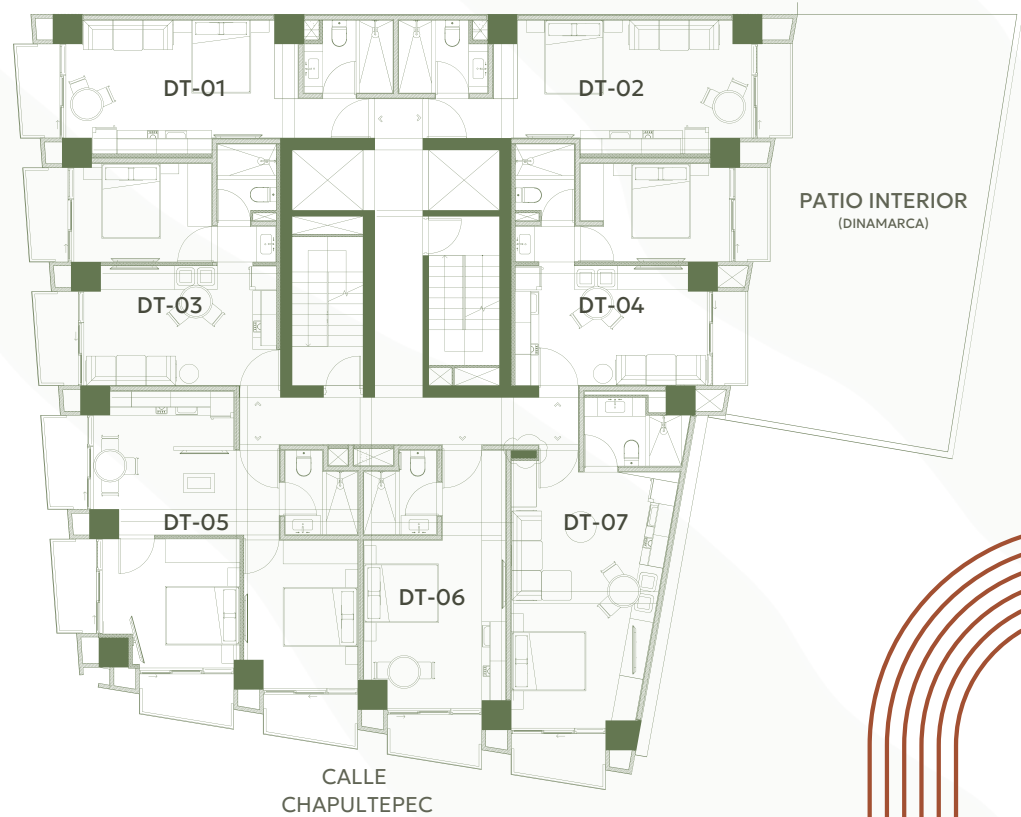 DT-01
DT-02
PATIO INTERIOR
(DINAMARCA)
DT-03
DT-04
DT-05
DT-07
DT-06
CALLE
CHAPULTEPEC